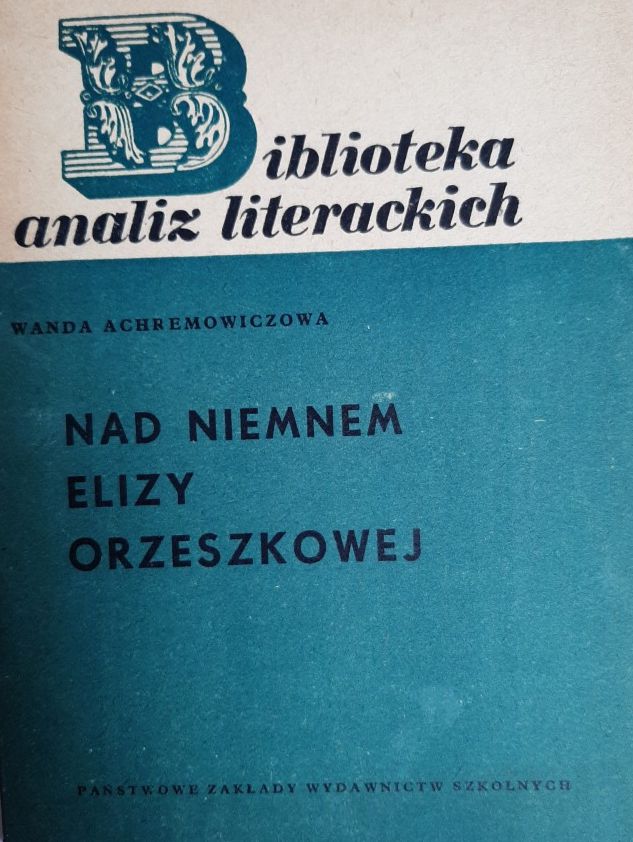 Biblioteka
analiz literackich
WANDA ACHREMOWICZOWA
NAD NIEMNEM
ELIZY
ORZESZKOWEJ
PAŃSTWOWE ZAKŁADY WYDAWNICTW SZKOLNYCH